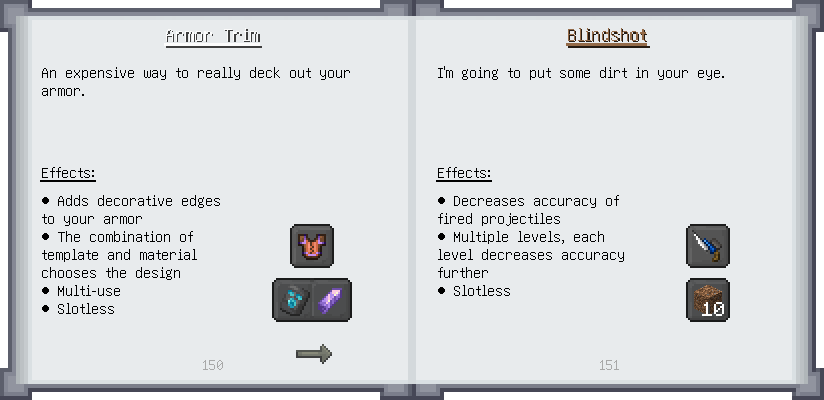 Armor Trim
An expensive way to really deck out your
armor.
Effects:
● Adds decorative edges
to your armor
● The combination of
template and material
chooses the design
● Multi-use
● Slotless
150
Blindshot
I'm going to put some dirt in your eye.
Effects:
● Decreases accuracy of
fired projectiles
● Multiple levels, each
level decreases accuracy
further
● Slotless
10
151